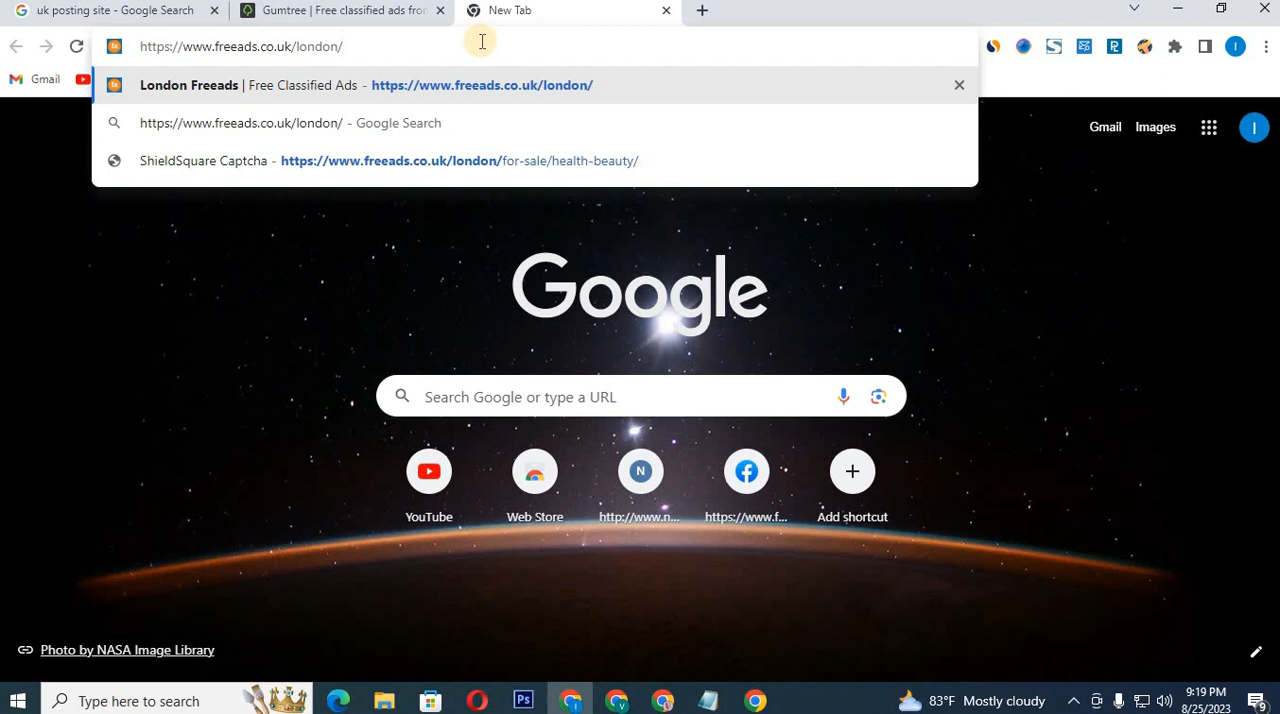 uk posting site - Google Search
Gumtree | Free classified ads from
New Tab
https://www.freeads.co.uk/london/
Gmail
London Freeads | Free Classified Ads - https://www.freeads.co.uk/london/
https://www.freeads.co.uk/london/ - Google Search
ShieldSquare Captcha - https://www.freeads.co.uk/london/for-sale/health-beauty/
Gmail Images
I
I
Google
Search Google or type a URL
N
YouTube
Web Store
http://www.n...
https://www.f...
Add shortcut
Photo by NASA Image Library
Type here to search
Ps
83°F Mostly cloudy
9:19 PM
8/25/2023